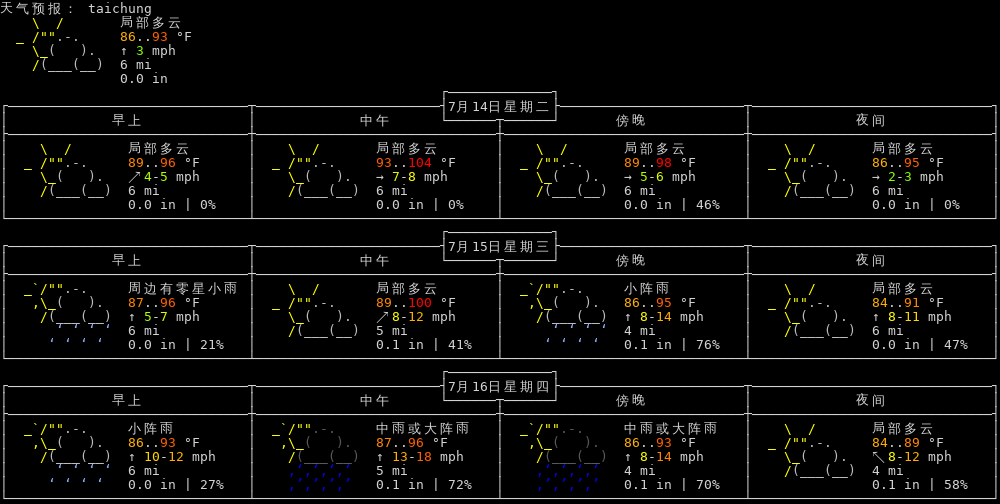 天气预报： taichung
局部多云
86..93 °F
↑ 3 mph
6 mi
0.0 in
7月14日星期二
早上 中午 傍晚 夜间
局部多云 局部多云 局部多云 局部多云
89..96 °F 93..104 °F 89..98 °F 86..95 °F
↗ 4-5 mph → 7-8 mph → 5-6 mph → 2-3 mph
6 mi 6 mi 6 mi 6 mi
0.0 in | 0% 0.0 in | 0% 0.0 in | 46% 0.0 in | 0%
7月15日星期三
早上 中午 傍晚 夜间
周边有零星小雨 局部多云 小阵雨 局部多云
87..96 °F 89..100 °F 86..95 °F 84..91 °F
↑ 5-7 mph ↗ 8-12 mph ↑ 8-14 mph ↑ 8-11 mph
6 mi 5 mi 4 mi 6 mi
0.0 in | 21% 0.1 in | 41% 0.1 in | 76% 0.0 in | 47%
7月16日星期四
早上 中午 傍晚 夜间
小阵雨 中雨或大阵雨 中雨或大阵雨 局部多云
86..93 °F 87..96 °F 86..93 °F 84..89 °F
↑ 10-12 mph ↑ 13-18 mph ↑ 8-14 mph ↖ 8-12 mph
6 mi 5 mi 4 mi 4 mi
0.0 in | 27% 0.1 in | 72% 0.1 in | 70% 0.1 in | 58%